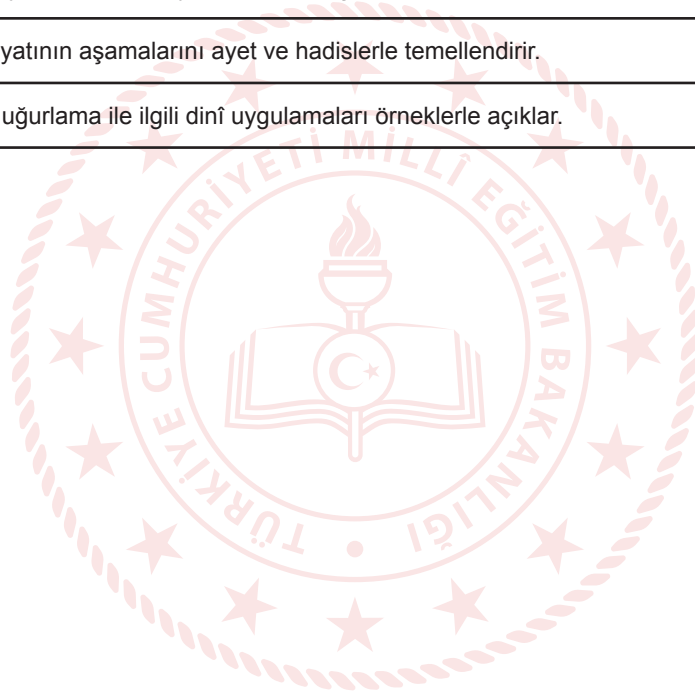 yatının aşamalarını ayet ve hadislerle temellendirir.
uğurlama ile ilgili dinî uygulamaları örneklerle açıklar.
TÜRKİYE CUMHURİYETİ MİLLÎ EĞİTİM BAKANLIĞI